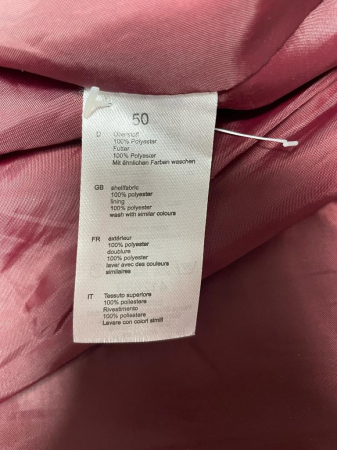 50
D Oberstoff
100% Polyester
Futter
100% Polyester
Mit ähnlichen Farben waschen
GB shellfabric
100% polyester
lining
100% polyester
wash with similar colours
FR extérieur
100% polyester
doublure
100% polyester
laver avec des couleurs
similaires
IT Tessuto superiore
100% poliestere
Rivestimento
100% poliestere
Lavare con colori simili